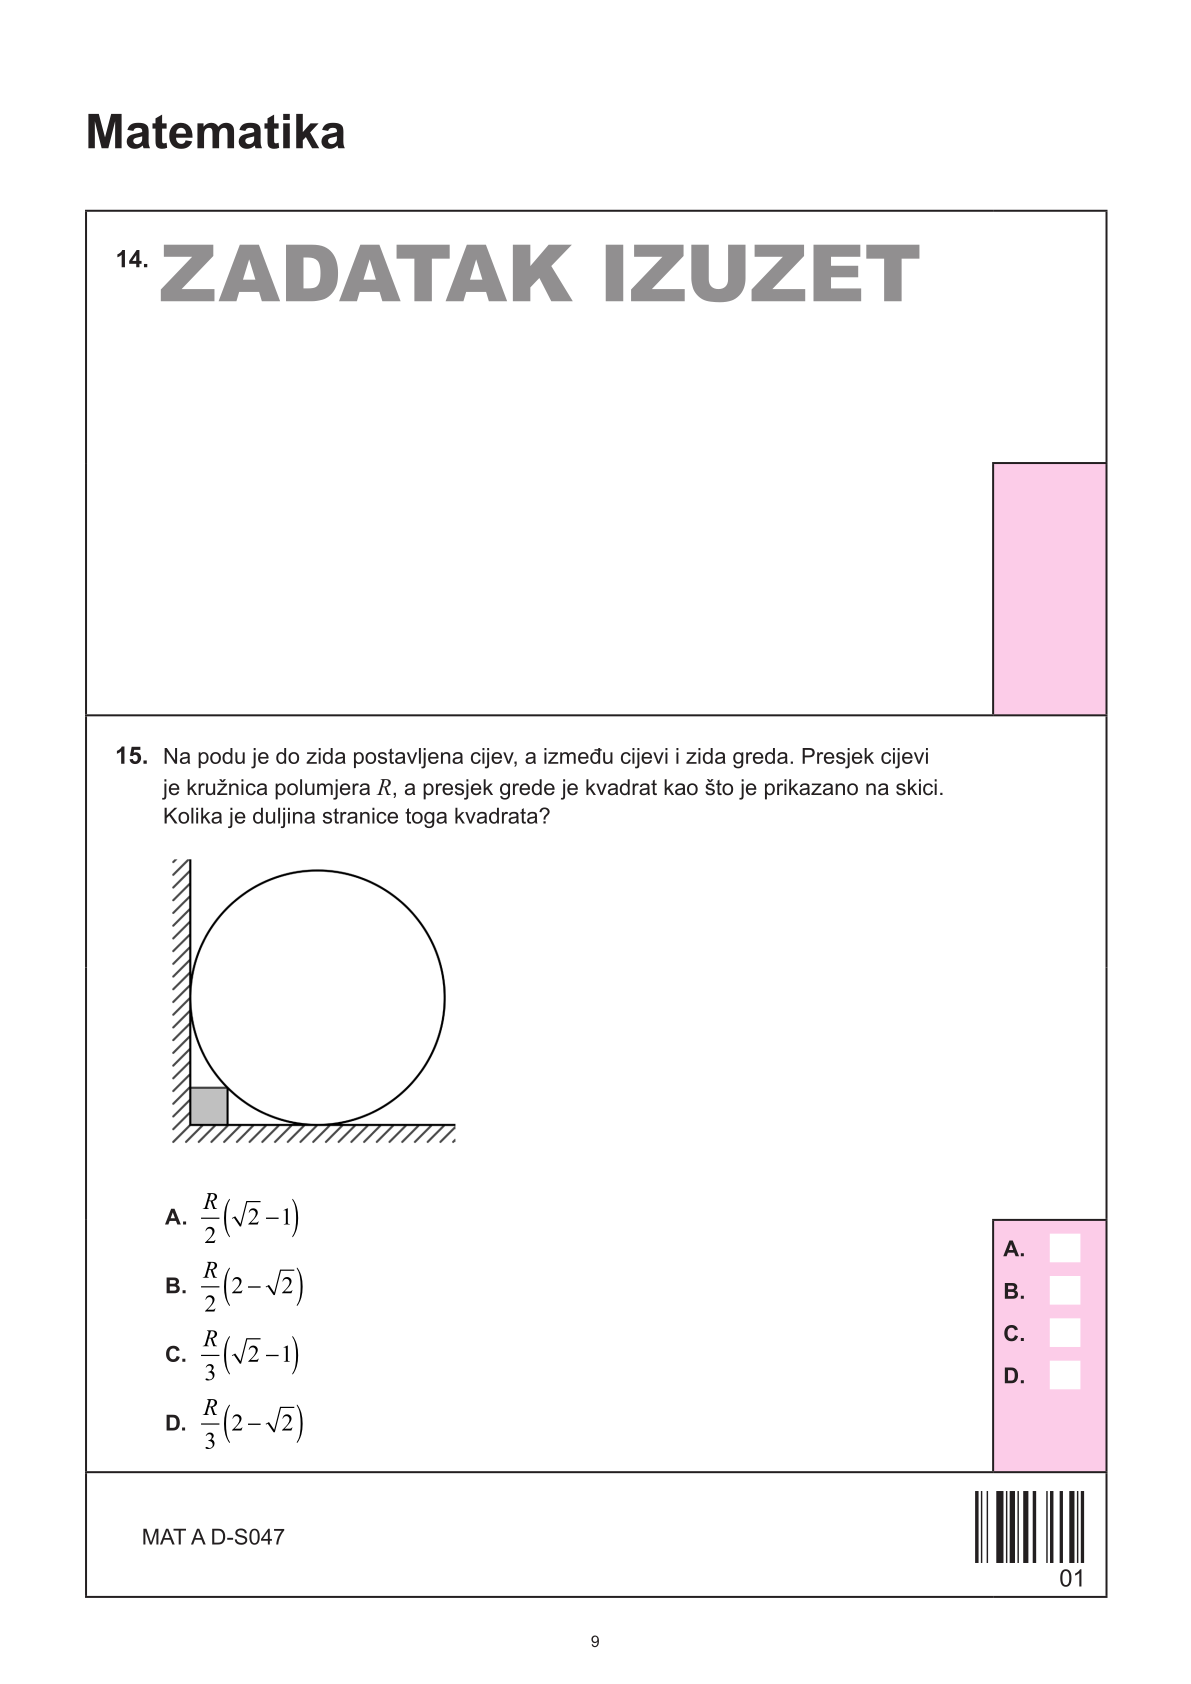 Matematika
14. ZADATAK IZUZET
15. Na podu je do zida postavljena cijev, a između cijevi i zida greda. Presjek cijevi
je kružnica polumjera R, a presjek grede je kvadrat kao što je prikazano na skici.
Kolika je duljina stranice toga kvadrata?
A. R/2 (√2 − 1)
B. R/2 (2 − √2)
C. R/3 (√2 − 1)
D. R/3 (2 − √2)
A.
B.
C.
D.
MAT A D-S047
01
9